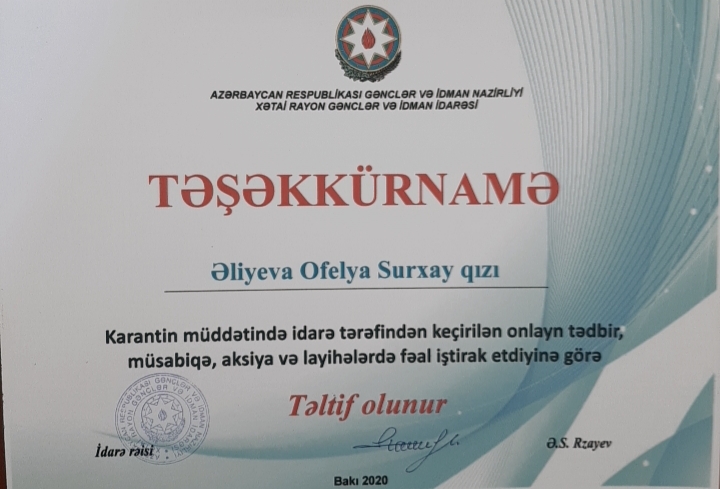 AZƏRBAYCAN RESPUBLİKASI GƏNCLƏR VƏ İDMAN NAZİRLİYİ
XƏTAİ RAYON GƏNCLƏR VƏ İDMAN İDARƏSİ
TƏŞƏKKÜRNAMƏ
Əliyeva Ofelya Surxay qızı
Karantin müddətində idarə tərəfindən keçirilən onlayn tədbir,
müsabiqə, aksiya və layihələrdə fəal iştirak etdiyinə görə
Təltif olunur
İdarə rəisi
Ə.S. Rzayev
Bakı 2020